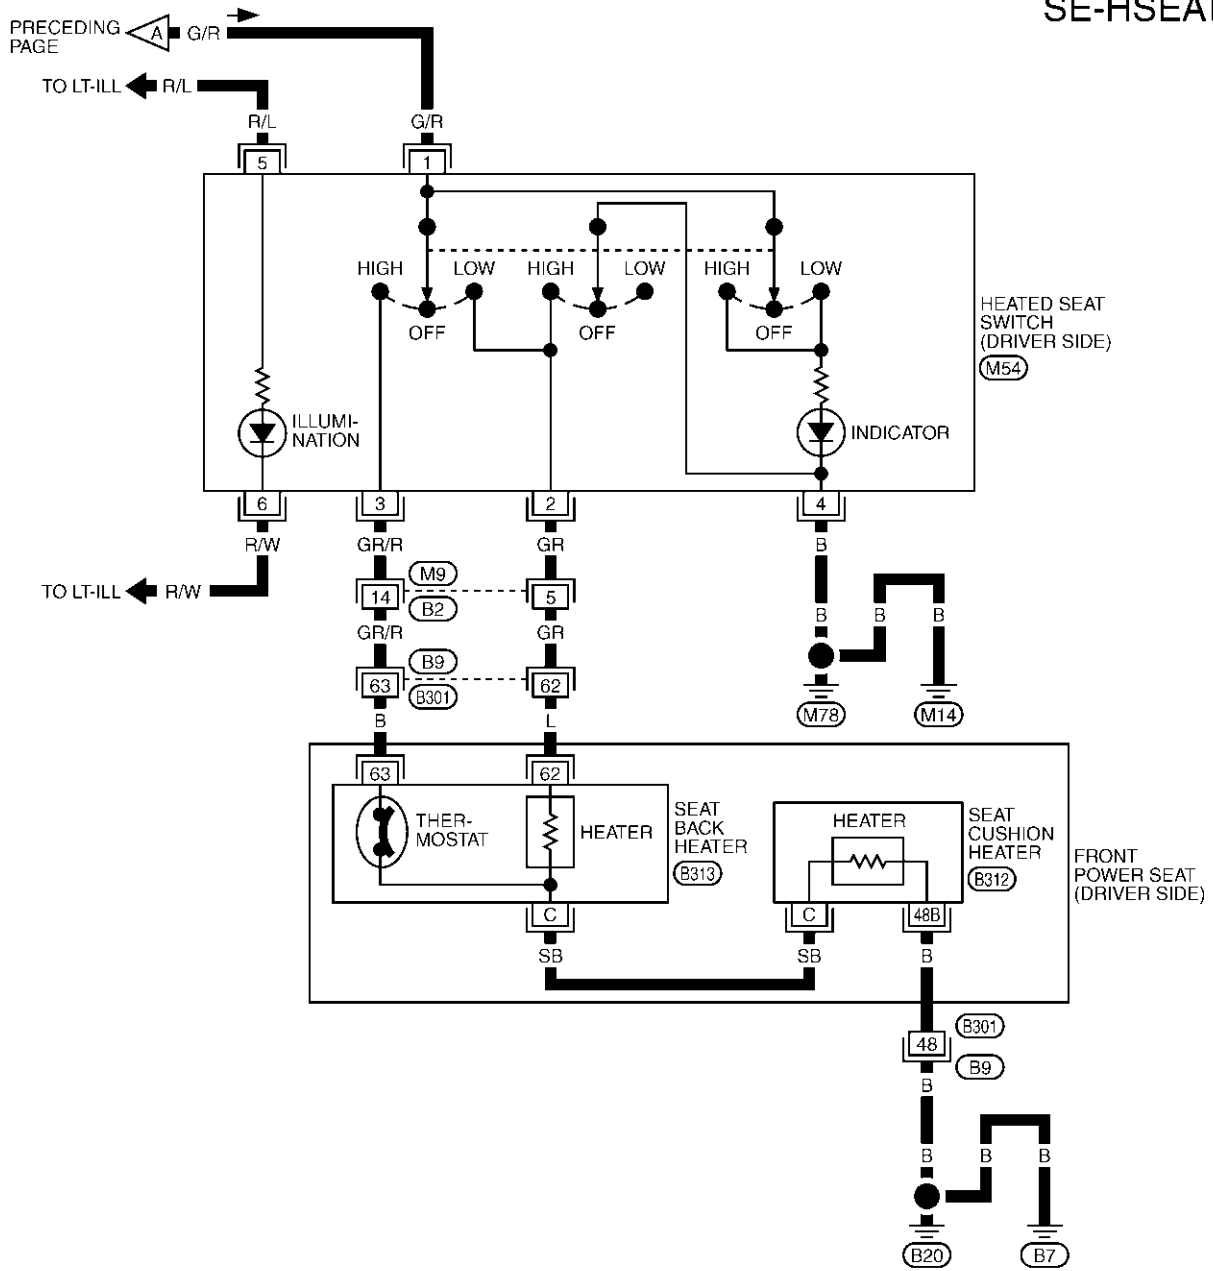 SE-HSEAT
PRECEDING
PAGE
A
G/R
TO LT-ILL
R/L
R/L
G/R
5
1
HIGH
LOW
HIGH
LOW
HIGH
LOW
OFF
OFF
OFF
HEATED SEAT
SWITCH
(DRIVER SIDE)
M54
ILLUMI-
NATION
INDICATOR
6
3
2
4
R/W
GR/R
GR
B
TO LT-ILL
R/W
M9
14
5
B2
B
B
B
GR/R
GR
B9
63
62
B301
B
L
M78
M14
63
62
THER-
MOSTAT
HEATER
SEAT
BACK
HEATER
B313
HEATER
SEAT
CUSHION
HEATER
B312
FRONT
POWER SEAT
(DRIVER SIDE)
C
C
48B
SB
SB
B
B301
48
B9
B
B
B
B
B20
B7